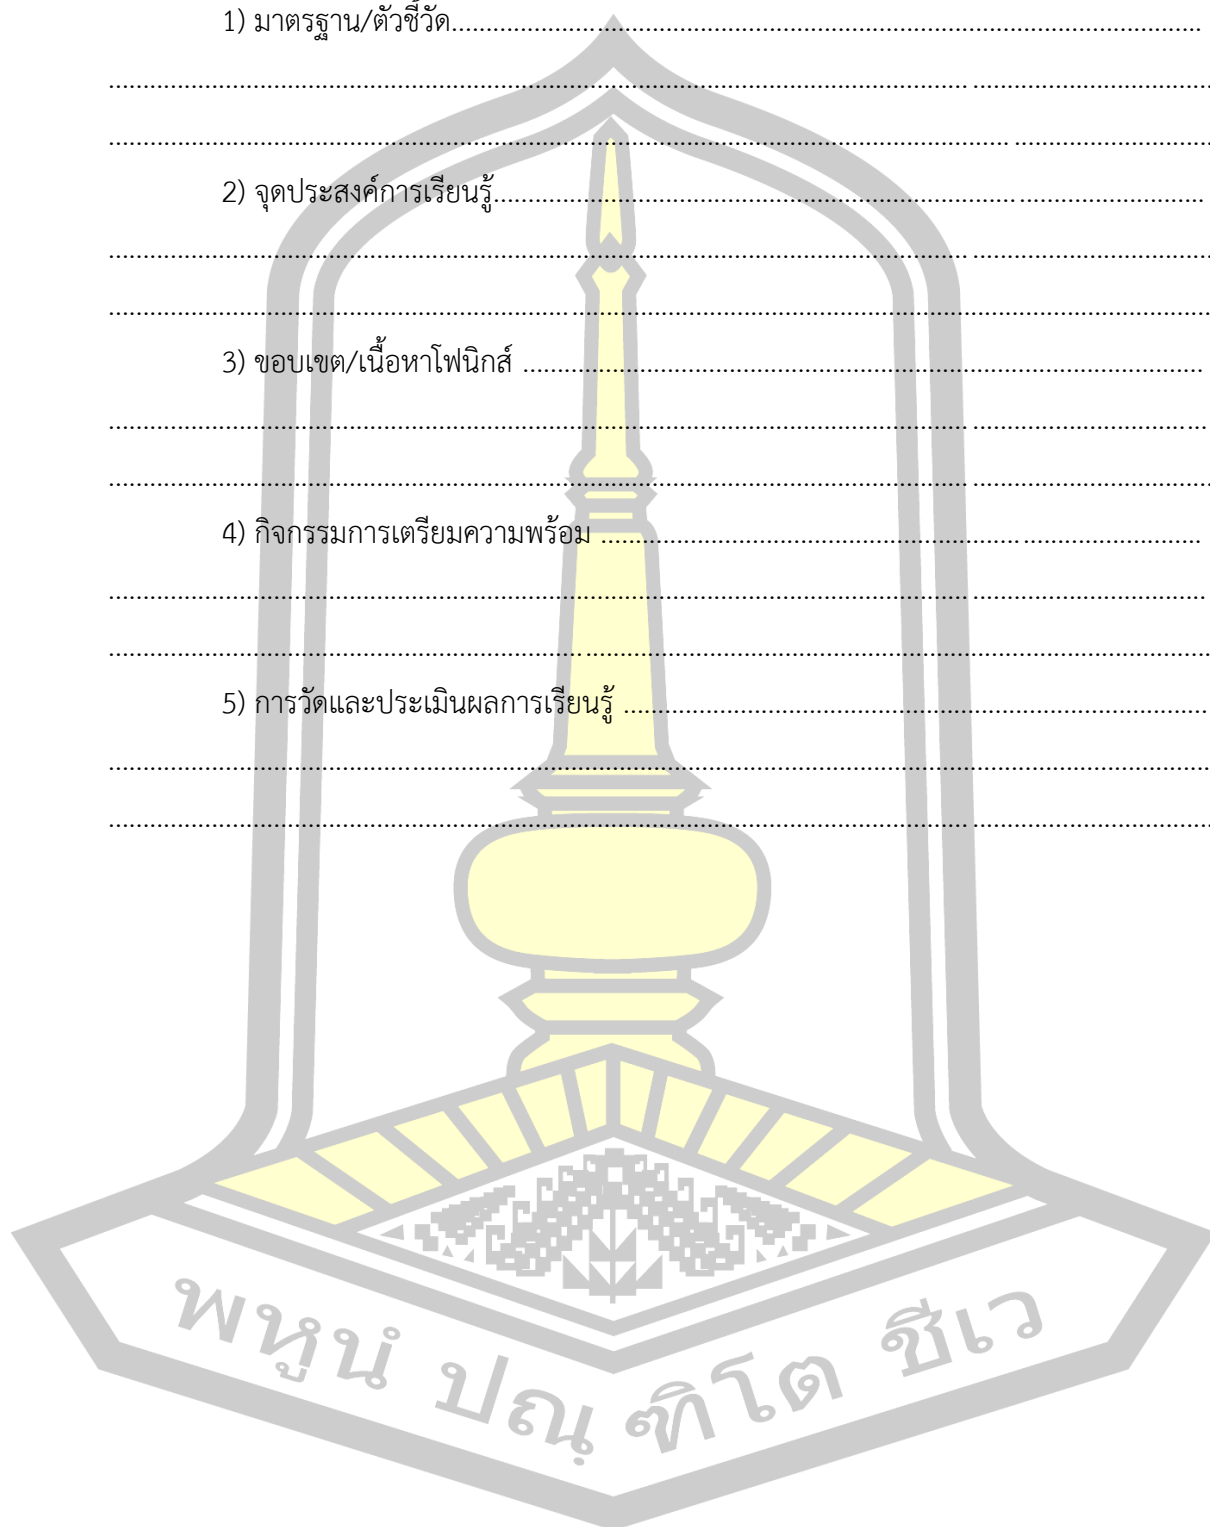 1) มาตรฐาน/ตัวชี้วัด................................................................................................................
................................................................................................................................ ....................................
...................................................................................................................................... ..............................
2) จุดประสงค์การเรียนรู้.............................................................................. ............................
................................................................................................................................ ....................................
..................................................................... ...............................................................................................
3) ขอบเขต/เนื้อหาโฟนิกส์ .....................................................................................................
................................................................................................................................ ...................................
................................................................................................................................ ....................................
4) กิจกรรมการเตรียมความพร้อม ............................................................... ...........................
................................................................................................................................ ...................................
....................................................................... .............................................................................................
5) การวัดและประเมินผลการเรียนรู้ .......................................................................................
....................................................................................................................................................................
....................................................................................................................................................................
พหูนํ ปณฺฑิโต ชีเว